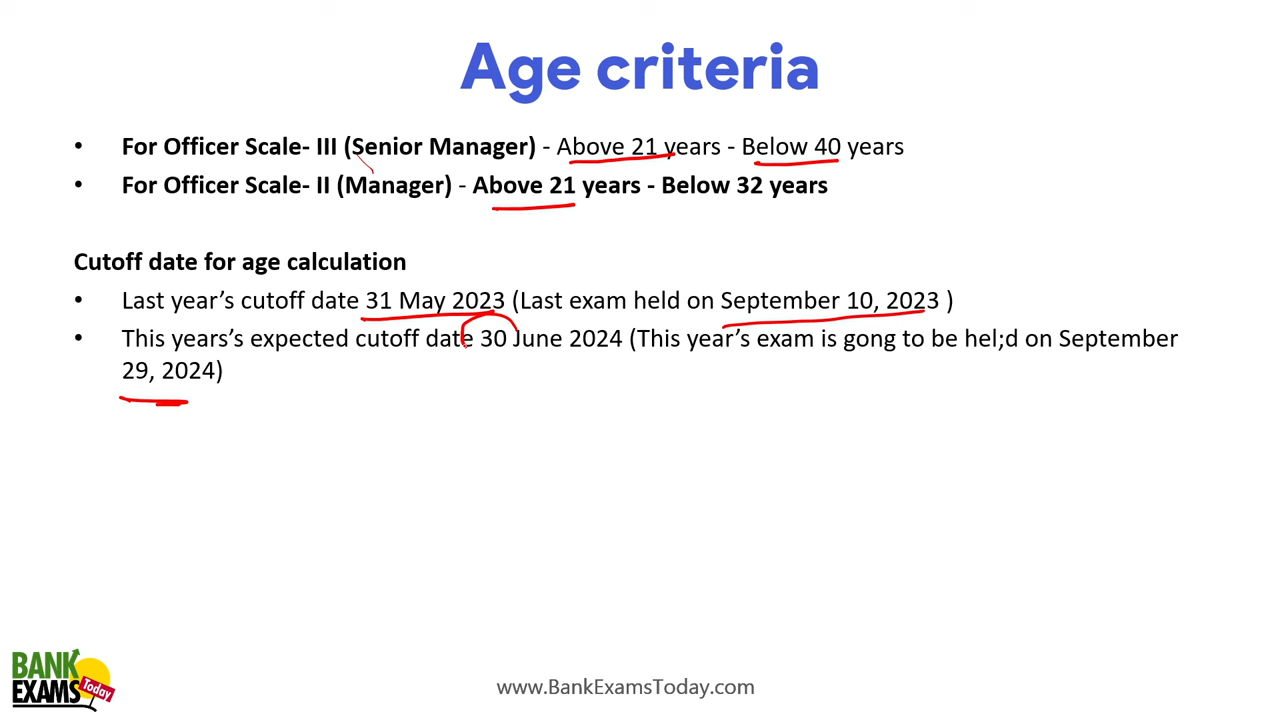 Age criteria
• For Officer Scale- III (Senior Manager) - Above 21 years - Below 40 years
• For Officer Scale- II (Manager) - Above 21 years - Below 32 years
Cutoff date for age calculation
• Last year’s cutoff date 31 May 2023 (Last exam held on September 10, 2023 )
• This years’s expected cutoff date 30 June 2024 (This year’s exam is gong to be hel;d on September
29, 2024)
BANK
EXAMS
Today
www.BankExamsToday.com